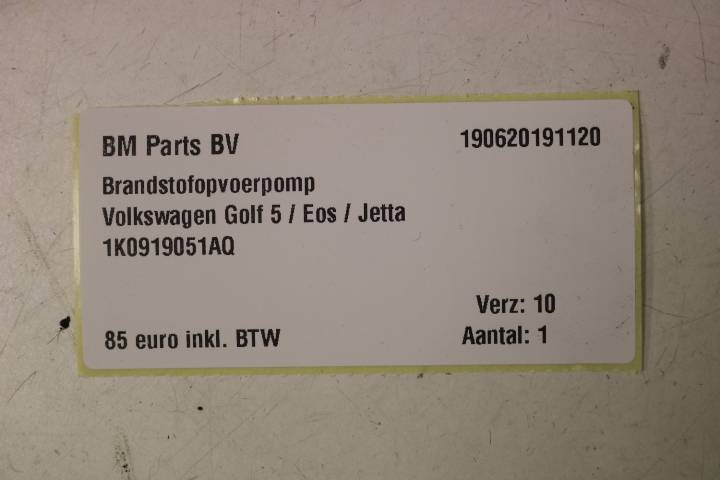 BM Parts BV 190620191120
Brandstofopvoerpomp
Volkswagen Golf 5 / Eos / Jetta
1K0919051AQ
Verz: 10
85 euro inkl. BTW Aantal: 1